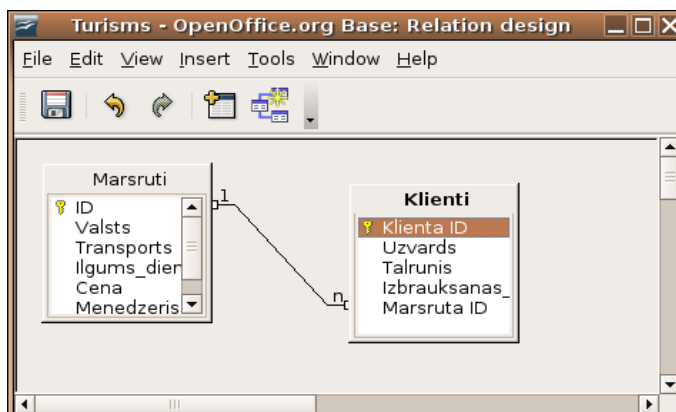 Turisms - OpenOffice.org Base: Relation design
File Edit View Insert Tools Window Help
Marsruti
ID
Valsts
Transports
Ilgums_dien
Cena
Menedzeris
1
n
Klienti
Klienta ID
Uzvards
Talrunis
Izbrauksanas_
Marsruta ID